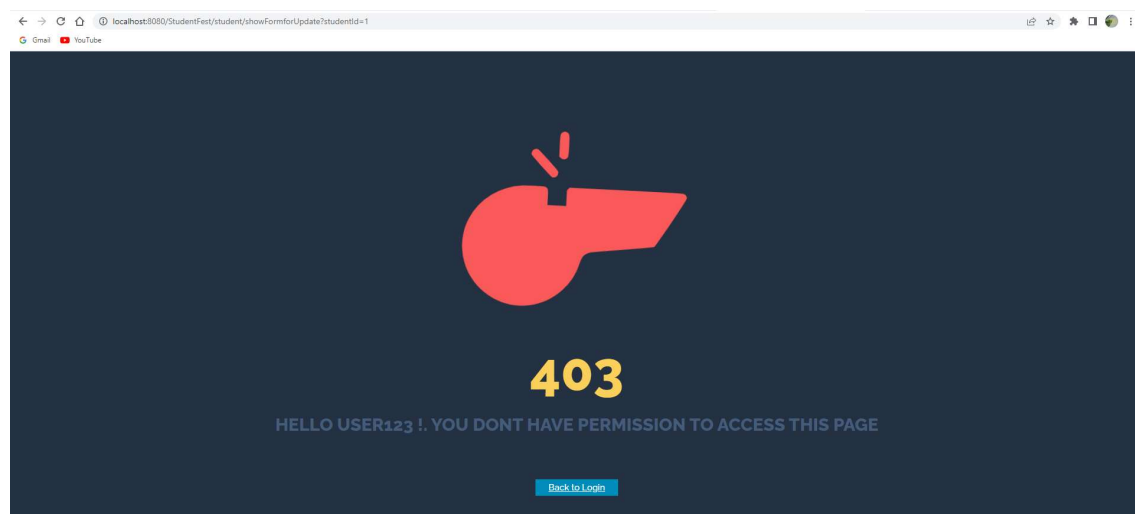 localhost:8080/StudentFest/student/showFormforUpdate?studentId=1
Gmail YouTube
403
HELLO USER123 !. YOU DONT HAVE PERMISSION TO ACCESS THIS PAGE
Back to Login